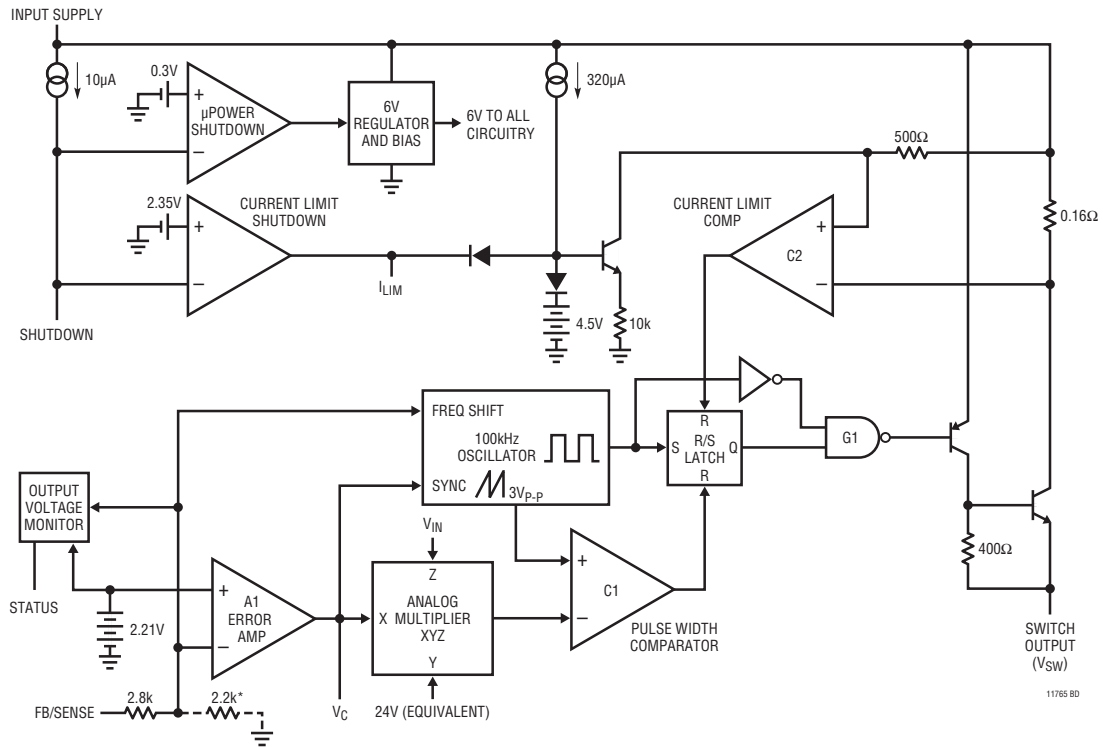 INPUT SUPPLY
10µA
0.3V
+
−
µPOWER
SHUTDOWN
6V
REGULATOR
AND BIAS
6V TO ALL
CIRCUITRY
320µA
500Ω
0.16Ω
2.35V
+
−
CURRENT LIMIT
SHUTDOWN
ILIM
4.5V
10k
CURRENT LIMIT
COMP
+
−
C2
SHUTDOWN
FREQ SHIFT
100kHz
OSCILLATOR
SYNC
3VP-P
R
S
R/S
LATCH
Q
R
G1
OUTPUT
VOLTAGE
MONITOR
STATUS
2.21V
+
−
A1
ERROR
AMP
VIN
Z
X
ANALOG
MULTIPLIER
XYZ
Y
+
−
C1
PULSE WIDTH
COMPARATOR
400Ω
SWITCH
OUTPUT
(VSW)
FB/SENSE
2.8k
2.2k*
VC
24V (EQUIVALENT)
11765 BD